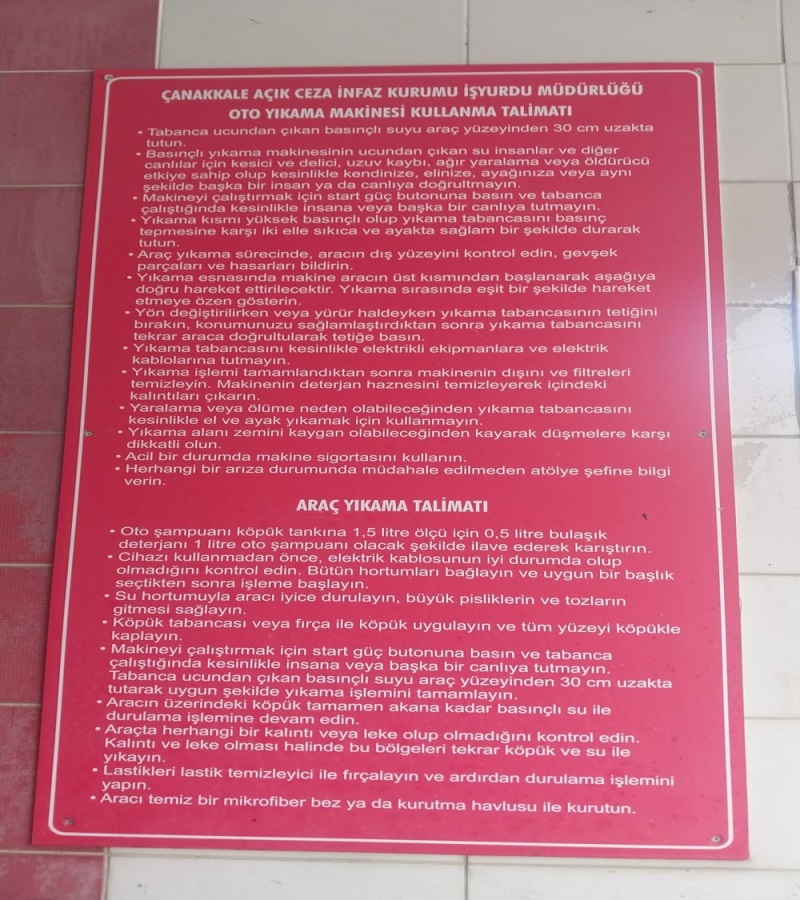 ÇANAKKALE AÇIK CEZA İNFAZ KURUMU İŞYURDU MÜDÜRLÜĞÜ
OTO YIKAMA MAKİNESİ KULLANMA TALİMATI
• Tabanca ucundan çıkan basınçlı suyu araç yüzeyinden 30 cm uzakta
tutun.
• Basınçlı yıkama makinesinin ucundan çıkan su insanlar ve diğer
canlılar için kesici ve delici, uzuv kaybı, ağır yaralama veya öldürücü
etkiye sahip olup kesinlikle kendinize, elinize, ayağınıza veya aynı
şekilde başka bir insan ya da canlıya doğrultmayın.
• Makineyi çalıştırmak için start güç butonuna basın ve tabanca
çalıştığında kesinlikle insana veya başka bir canlıya tutmayın.
• Yıkama kısmı yüksek basınçlı olup yıkama tabancasını basınç
tepmesine karşı iki elle sıkıca ve ayakta sağlam bir şekilde durarak
tutun.
• Araç yıkama sürecinde, aracın dış yüzeyini kontrol edin, gevşek
parçaları ve hasarları bildirin.
• Yıkama esnasında makine aracın üst kısmından başlanarak aşağıya
doğru hareket ettirilecektir. Yıkama sırasında eşit bir şekilde hareket
etmeye özen gösterin.
• Yön değiştirilirken veya yürür haldeyken yıkama tabancasının tetiğini
bırakın, konumunuzu sağlamlaştırdıktan sonra yıkama tabancasını
tekrar araca doğrultularak tetiğe basın.
• Yıkama tabancasını kesinlikle elektrikli ekipmanlara ve elektrik
kablolarına tutmayın.
• Yıkama işlemi tamamlandıktan sonra makinenin dışını ve filtreleri
temizleyin. Makinenin deterjan haznesini temizleyerek içindeki
kalıntıları çıkarın.
• Yaralama veya ölüme neden olabileceğinden yıkama tabancasını
kesinlikle el ve ayak yıkamak için kullanmayın.
• Yıkama alanı zemini kaygan olabileceğinden kayarak düşmelere karşı
dikkatli olun.
• Acil bir durumda makine sigortasını kullanın.
• Herhangi bir arıza durumunda müdahale edilmeden atölye şefine bilgi
verin.
ARAÇ YIKAMA TALİMATI
• Oto şampuanı köpük tankına 1,5 litre ölçü için 0,5 litre bulaşık
deterjanı 1 litre oto şampuanı olacak şekilde ilave ederek karıştırın.
• Cihazı kullanmadan önce, elektrik kablosunun iyi durumda olup
olmadığını kontrol edin. Bütün hortumları bağlayın ve uygun bir başlık
seçtikten sonra işleme başlayın.
• Su hortumuyla aracı iyice durulayın, büyük pisliklerin ve tozların
gitmesi sağlayın.
• Köpük tabancası veya fırça ile köpük uygulayın ve tüm yüzeyi köpükle
kaplayın.
• Makineyi çalıştırmak için start güç butonuna basın ve tabanca
çalıştığında kesinlikle insana veya başka bir canlıya tutmayın.
Tabanca ucundan çıkan basınçlı suyu araç yüzeyinden 30 cm uzakta
tutarak uygun şekilde yıkama işlemini tamamlayın.
• Aracın üzerindeki köpük tamamen akana kadar basınçlı su ile
durulama işlemine devam edin.
• Araçta herhangi bir kalıntı veya leke olup olmadığını kontrol edin.
Kalıntı ve leke olması halinde bu bölgeleri tekrar köpük ve su ile
yıkayın.
• Lastikleri lastik temizleyici ile fırçalayın ve ardırdan durulama işlemini
yapın.
• Aracı temiz bir mikrofiber bez ya da kurutma havlusu ile kurutun.